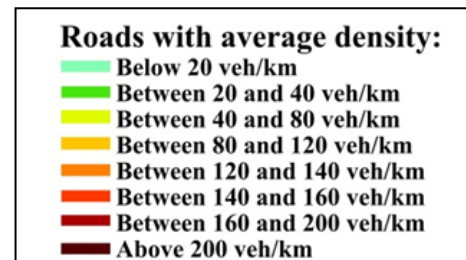 Roads with average density:
Below 20 veh/km
Between 20 and 40 veh/km
Between 40 and 80 veh/km
Between 80 and 120 veh/km
Between 120 and 140 veh/km
Between 140 and 160 veh/km
Between 160 and 200 veh/km
Above 200 veh/km